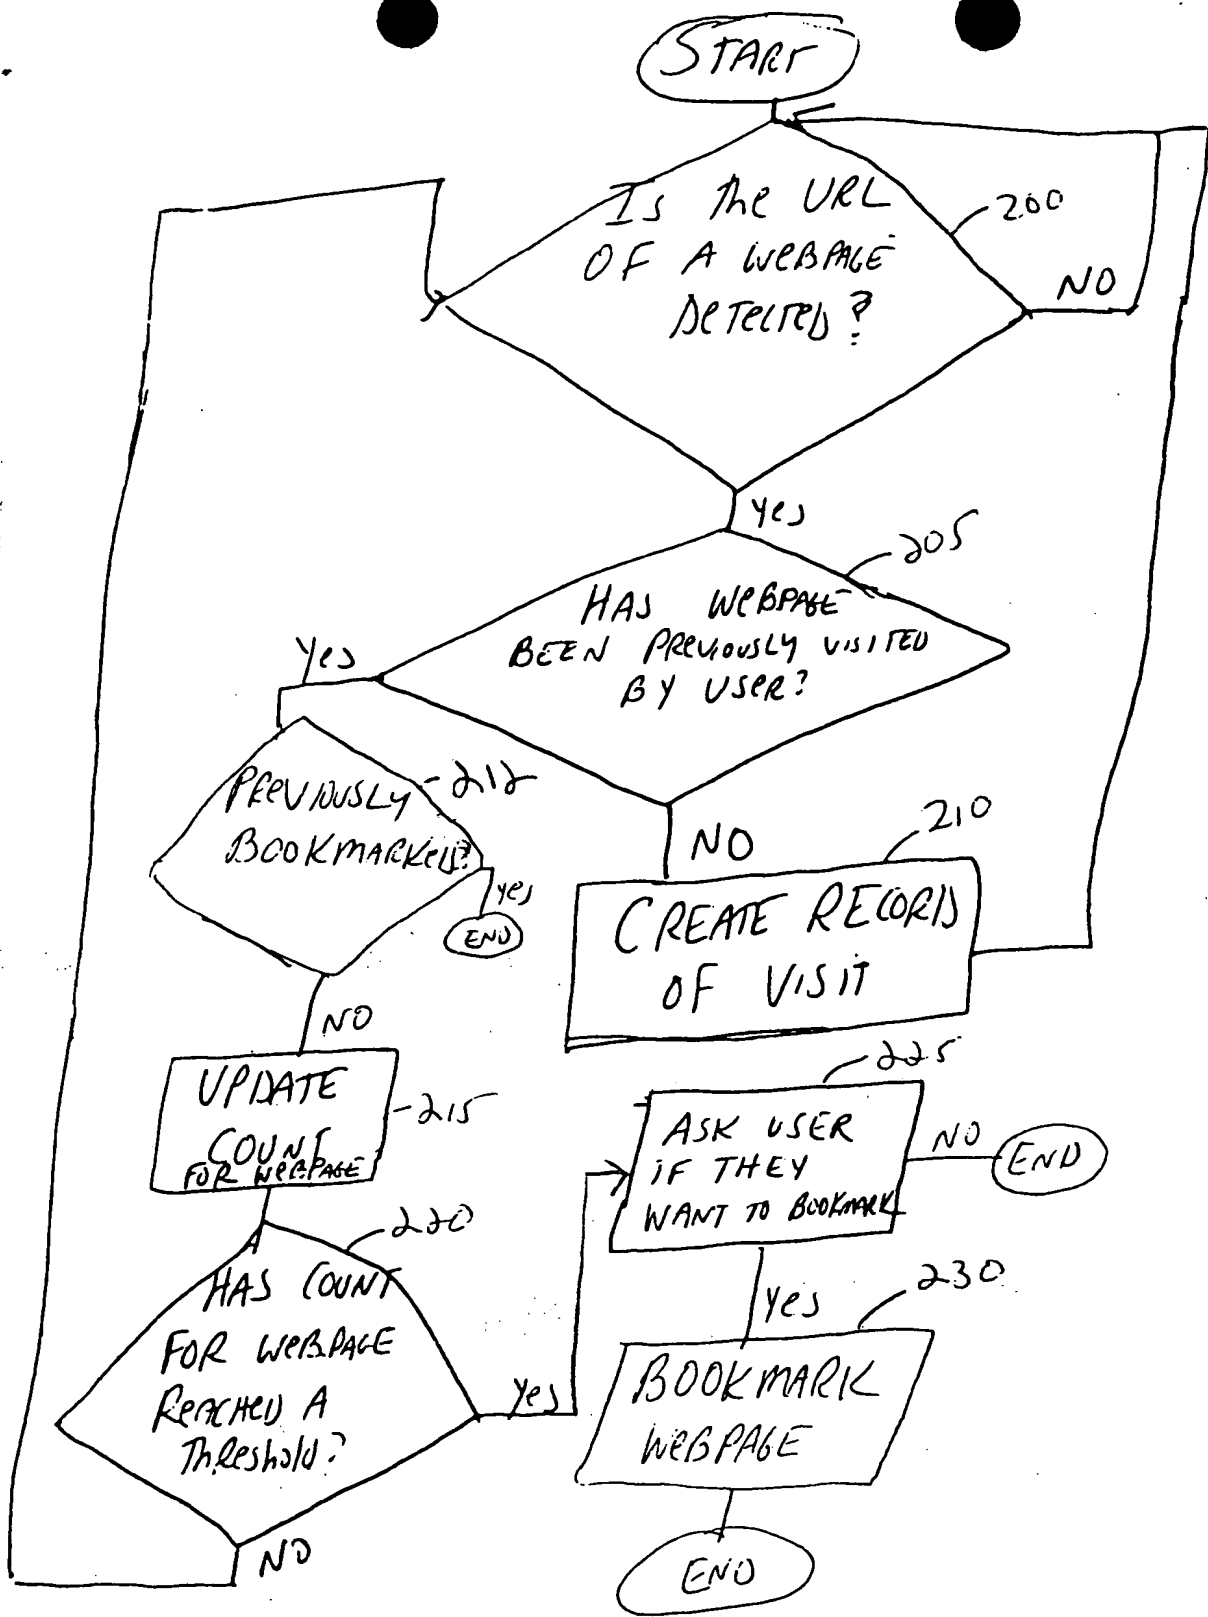 START
Is the URL
OF A WEBPAGE
DETECTED?
200
NO
Yes
205
HAS WEBPAGE
BEEN PREVIOUSLY VISITED
BY USER?
Yes
PREVIOUSLY
BOOKMARKED?
212
yes
END
NO
NO
210
CREATE RECORD
OF VISIT
UPDATE
COUNT
FOR WEBPAGE
215
225
ASK USER
IF THEY
WANT TO BOOKMARK
NO
END
220
HAS COUNT
FOR WEBPAGE
REACHED A
Threshold?
Yes
NO
Yes
230
BOOKMARK
WEBPAGE
END